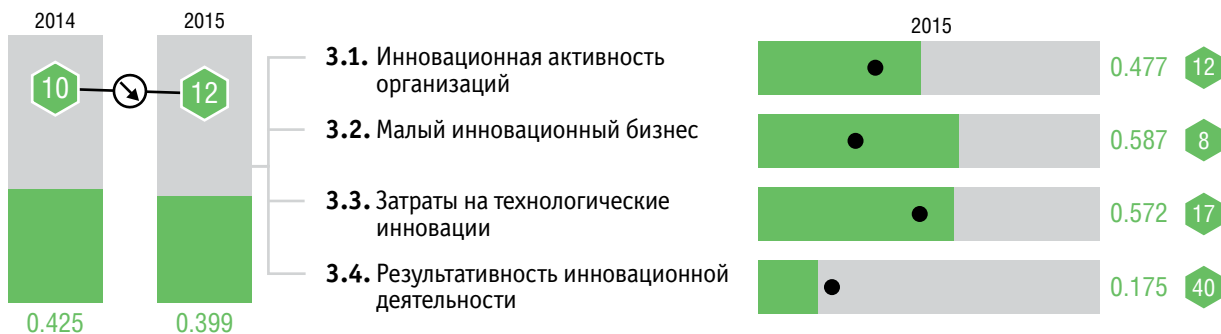 2014
2015
10
12
0.425
0.399
3.1. Инновационная активность
организаций
3.2. Малый инновационный бизнес
3.3. Затраты на технологические
инновации
3.4. Результативность инновационной
деятельности
2015
0.477 12
0.587 8
0.572 17
0.175 40